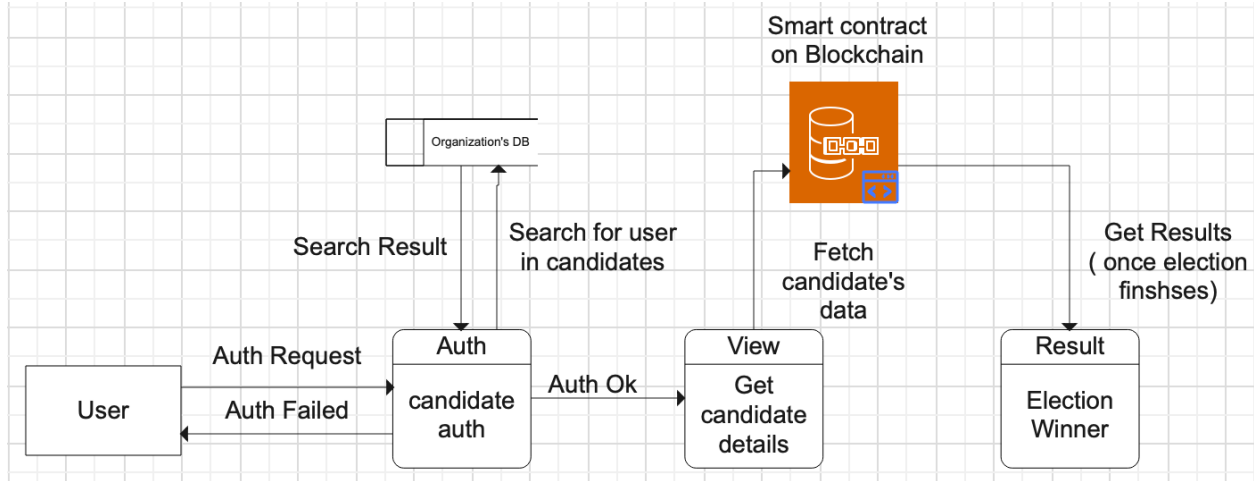 Smart contract
on Blockchain
Organization's DB
Search Result
Search for user
in candidates
Fetch
candidate's
data
Get Results
( once election
finshses)
Auth Request
Auth Failed
User
Auth
candidate
auth
Auth Ok
View
Get
candidate
details
Result
Election
Winner